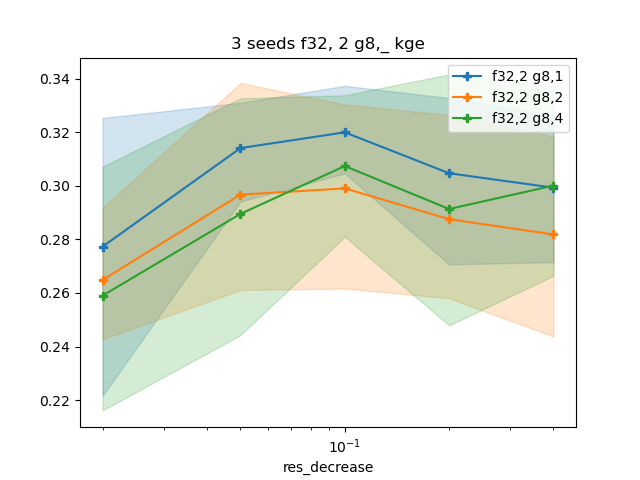 3 seeds f32, 2 g8,_ kge
f32,2 g8,1
f32,2 g8,2
f32,2 g8,4
0.34
0.32
0.30
0.28
0.26
0.24
0.22
10⁻¹
res_decrease